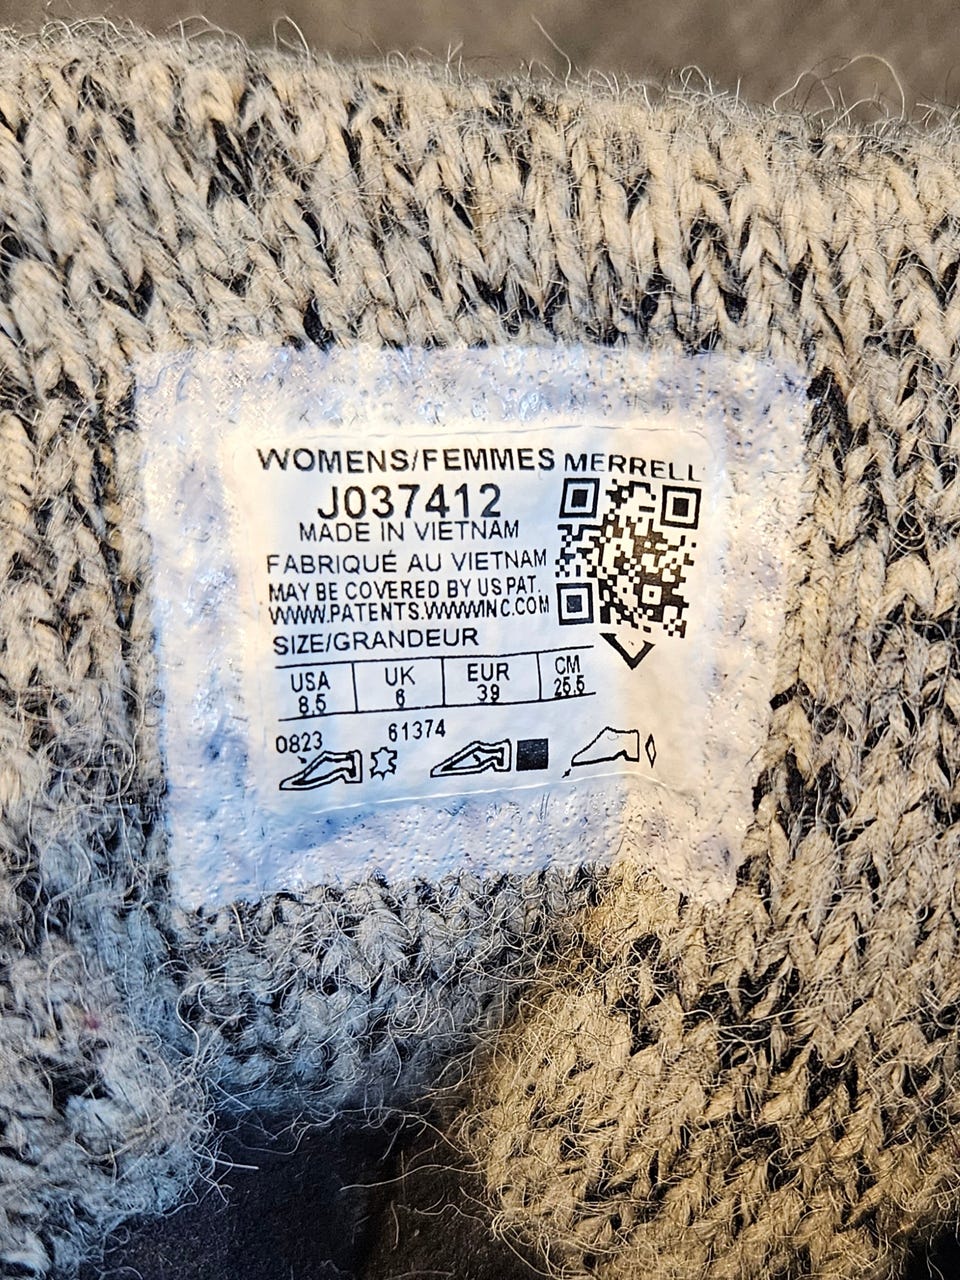 WOMENS/FEMMES MERRELL
J037412
MADE IN VIETNAM
FABRIQUÉ AU VIETNAM
MAY BE COVERED BY US PAT.
WWW.PATENTS.WWWINC.COM
SIZE/GRANDEUR
USA UK EUR CM
8.5 6 39 25.5
0823 61374